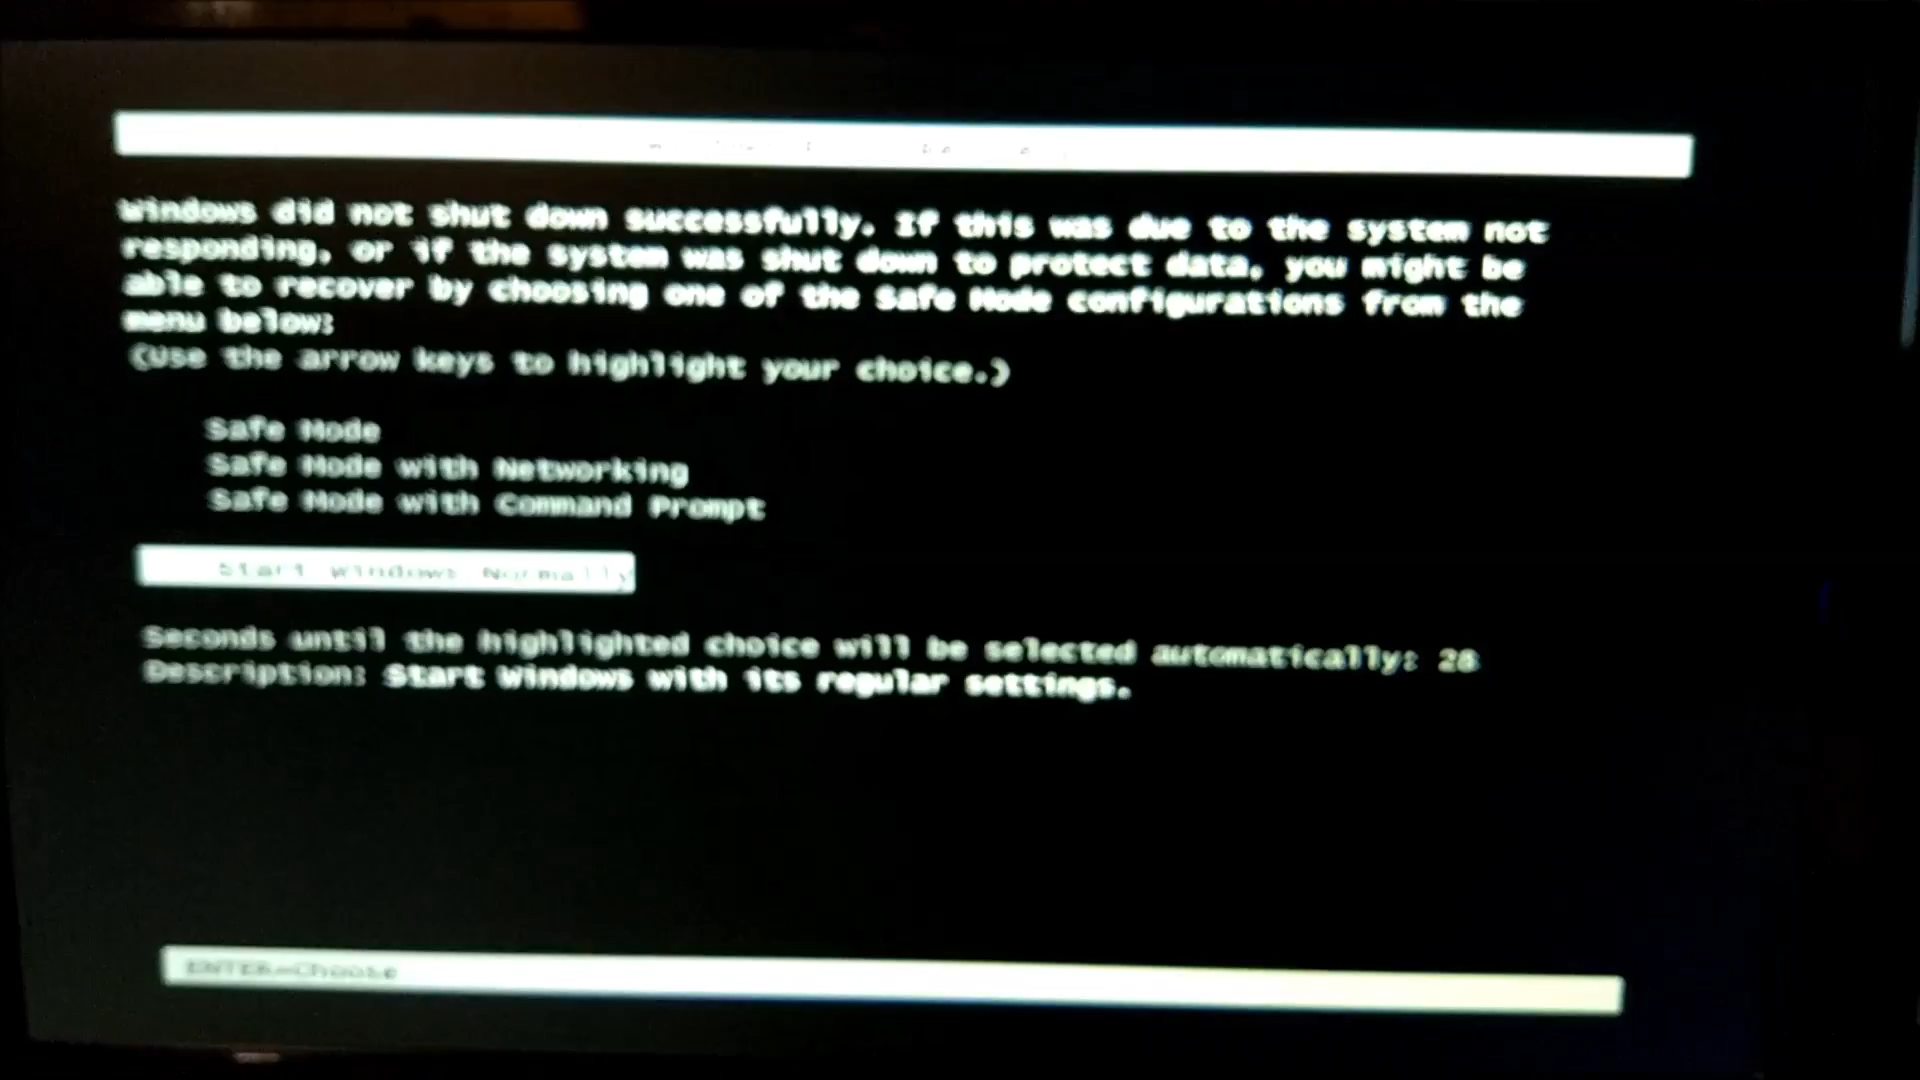 Windows did not shut down successfully. If this was due to the system not
responding, or if the system was shut down to protect data, you might be
able to recover by choosing one of the Safe Mode configurations from the
menu below:
(Use the arrow keys to highlight your choice.)
Safe Mode
Safe Mode with Networking
Safe Mode with Command Prompt
Start Windows Normally
Seconds until the highlighted choice will be selected automatically: 28
Description: Start Windows with its regular settings.
ENTER=Choose